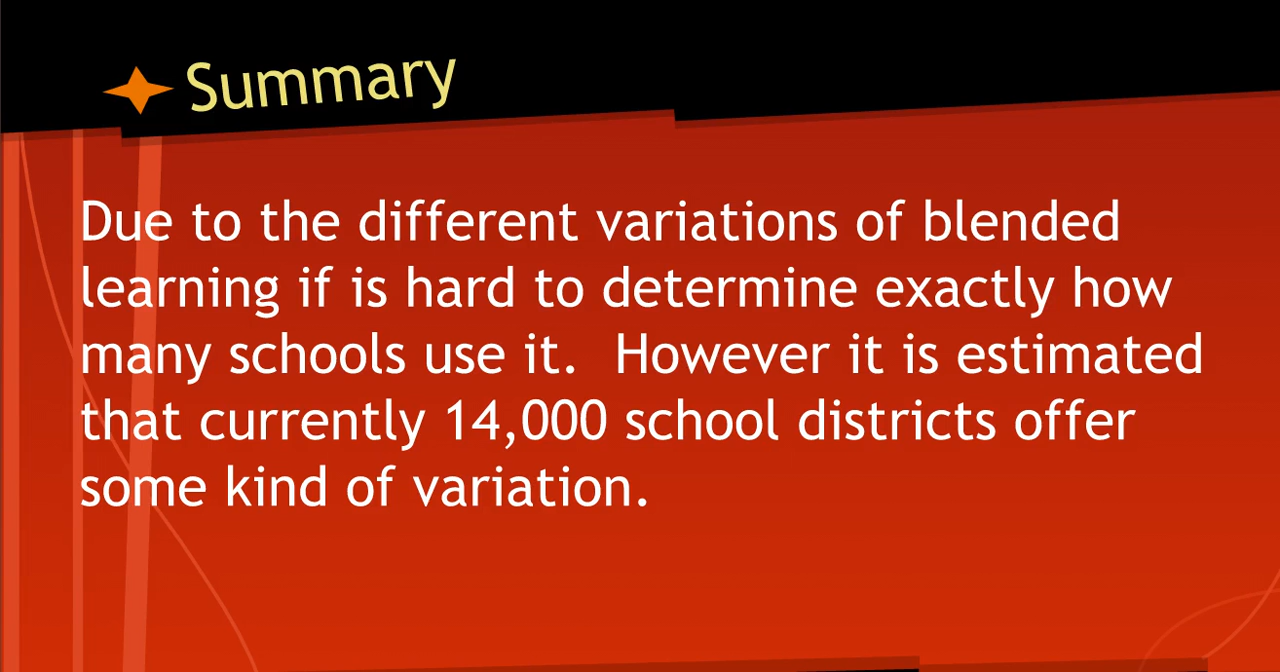 Summary
Due to the different variations of blended
learning if is hard to determine exactly how
many schools use it.  However it is estimated
that currently 14,000 school districts offer
some kind of variation.